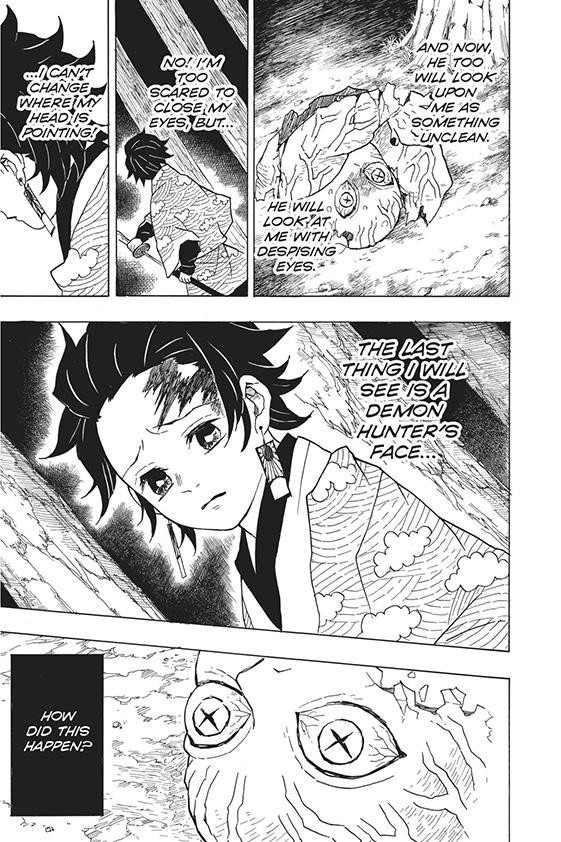 AND NOW,
HE TOO
WILL LOOK
UPON
ME AS
SOMETHING
UNCLEAN.
HE WILL
LOOK AT
ME WITH
DESPISING
EYES.
NO! I'M
TOO
SCARED TO
CLOSE MY
EYES, BUT...
...I CAN'T
CHANGE
WHERE MY
HEAD IS
POINTING!
THE LAST
THING I WILL
SEE IS A
DEMON
HUNTER'S
FACE...
HOW
DID THIS
HAPPEN?